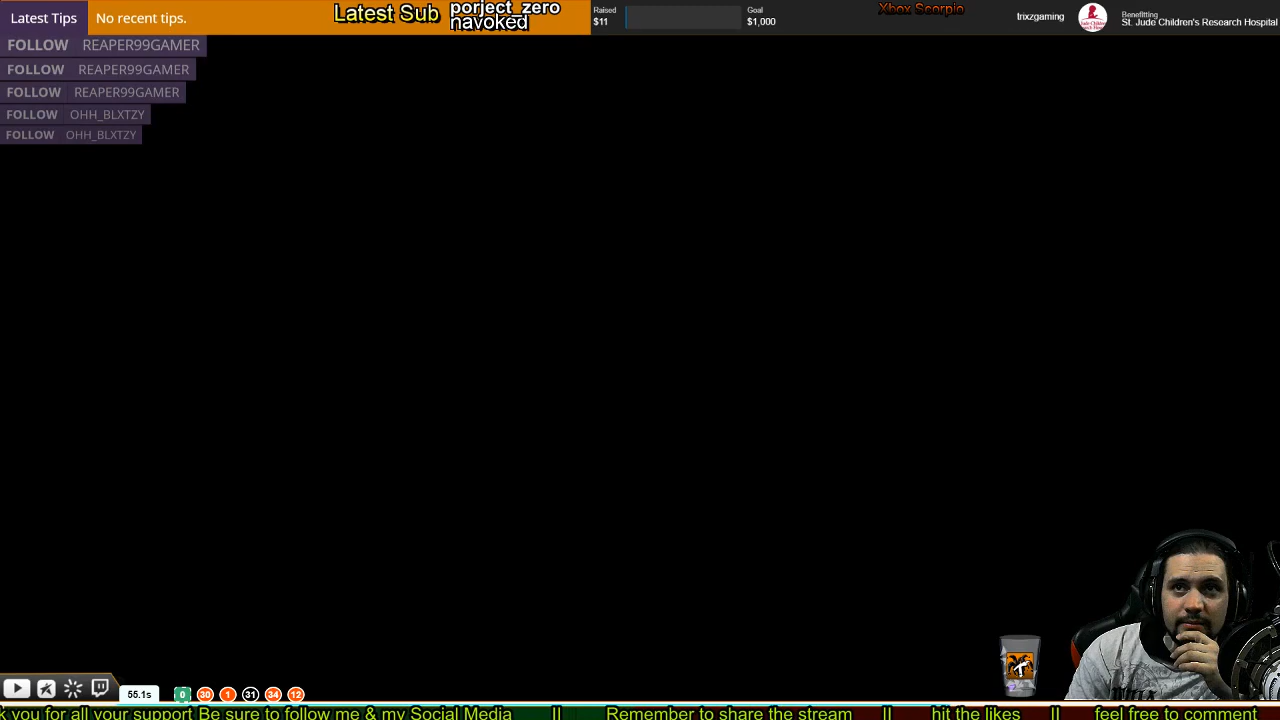 Latest Tips No recent tips.
Latest Sub
porject_zero
navoked
Raised
$11
Goal
$1,000
Xbox Scorpio
trixzgaming
Benefitting
St. Jude Children's Research Hospital
FOLLOW REAPER99GAMER
FOLLOW REAPER99GAMER
FOLLOW REAPER99GAMER
FOLLOW OHH_BLXTZY
FOLLOW OHH_BLXTZY
55.1s 0 30 1 31 34 12
k you for all your support Be sure to follow me & my Social Media || Remember to share the stream || hit the likes || feel free to comment